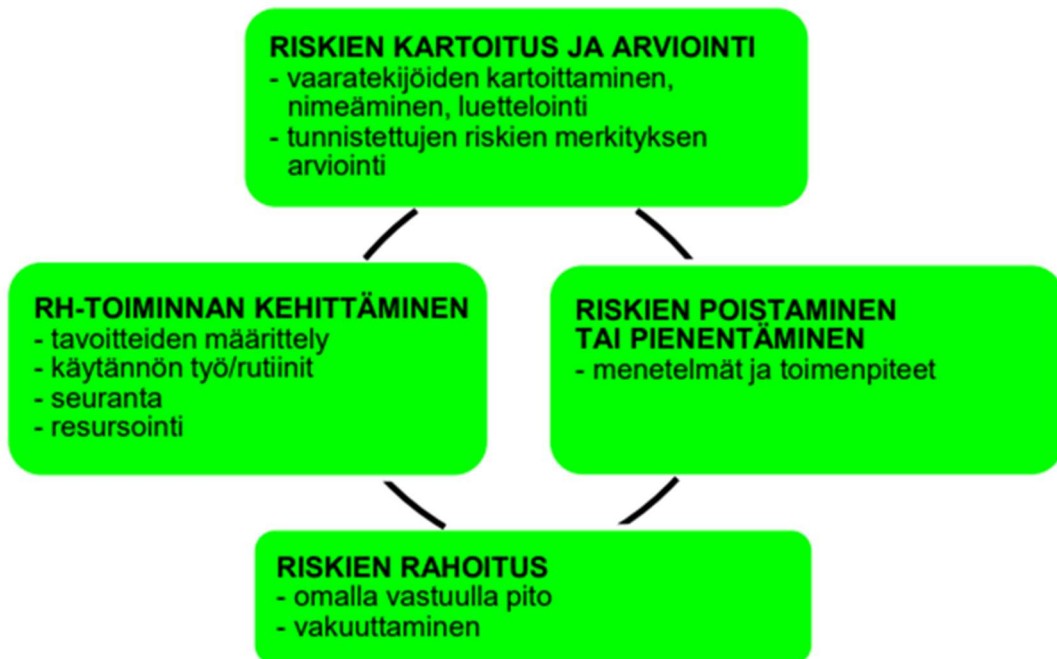 RISKIEN KARTOITUS JA ARVIOINTI
- vaaratekijöiden kartoittaminen,
nimeäminen, luettelointi
- tunnistettujen riskien merkityksen
arviointi
RH-TOIMINNAN KEHITTÄMINEN
- tavoitteiden määrittely
- käytännön työ/rutiinit
- seuranta
- resursointi
RISKIEN POISTAMINEN
TAI PIENENTÄMINEN
- menetelmät ja toimenpiteet
RISKIEN RAHOITUS
- omalla vastuulla pito
- vakuuttaminen